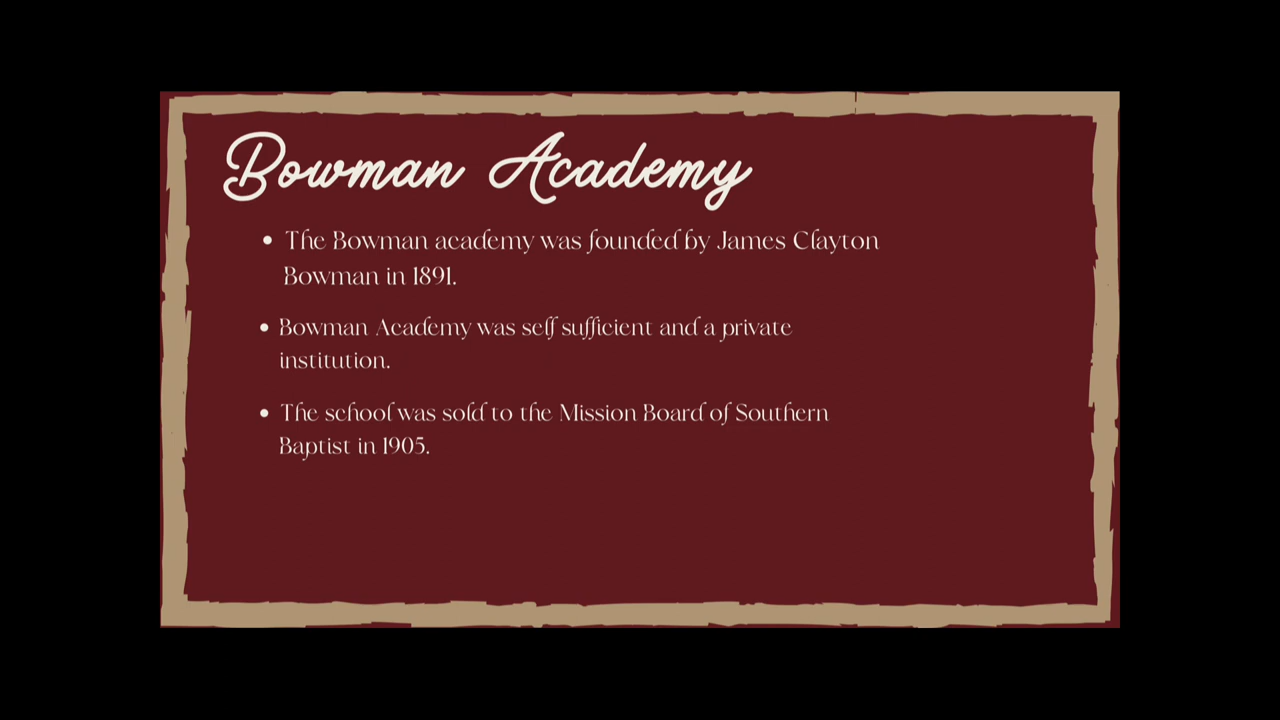 Bowman Academy
• The Bowman academy was founded by James Clayton
Bowman in 1891.
• Bowman Academy was self sufficient and a private
institution.
• The school was sold to the Mission Board of Southern
Baptist in 1905.